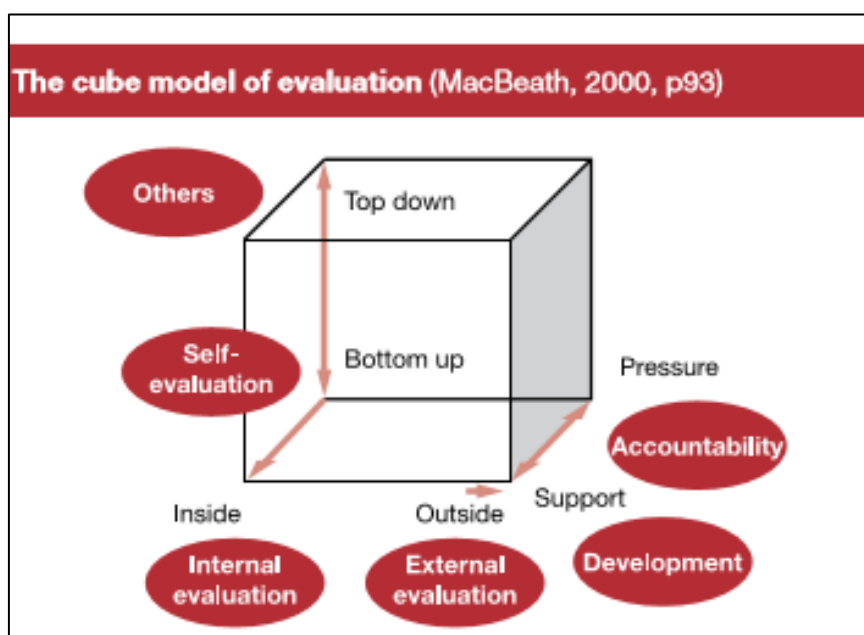 The cube model of evaluation (MacBeath, 2000, p93)
Others
Top down
Self-
evaluation
Bottom up
Pressure
Accountability
Support
Inside
Outside
Development
Internal
evaluation
External
evaluation